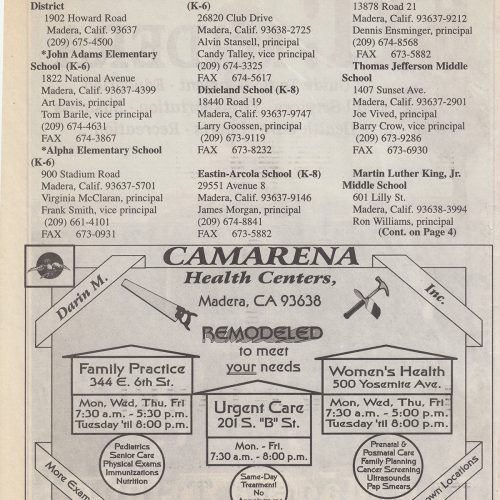 District
1902 Howard Road
Madera, Calif. 93637
(209) 675-4500
*John Adams Elementary
School (K-6)
1822 National Avenue
Madera, Calif. 93637-4399
Art Davis, principal
Tom Barile, vice principal
(209) 674-4631
FAX 674-3867
*Alpha Elementary School
(K-6)
900 Stadium Road
Madera, Calif. 93637-5701
Virginia McClaran, principal
Frank Smith, vice principal
(209) 661-4101
FAX 673-0931
(K-6)
26820 Club Drive
Madera, Calif. 93638-2725
Alvin Stansell, principal
Candy Talley, vice principal
(209) 674-3325
FAX 674-5617
Dixieland School (K-8)
18440 Road 19
Madera, Calif. 93637-9747
Larry Goossen, principal
(209) 673-9119
FAX 673-8232
Eastin-Arcola School (K-8)
29551 Avenue 8
Madera, Calif. 93637-9146
James Morgan, principal
(209) 674-8841
FAX 673-5882
13878 Road 21
Madera, Calif. 93637-9212
Dennis Ensminger, principal
(209) 674-8568
FAX 673-5882
Thomas Jefferson Middle
School
1407 Sunset Ave.
Madera, Calif. 93637-2901
Joe Vived, principal
Barry Crow, vice principal
(209) 673-9286
FAX 673-6930
Martin Luther King, Jr.
Middle School
601 Lilly St.
Madera, Calif. 93638-3994
Ron Williams, principal
(Cont. on Page 4)
Darin M.
CAMARENA
Health Centers,
Inc.
Madera, CA 93638
REMODELED
to meet
your needs
Family Practice
344 E. 6th St.
Mon, Wed, Thu, Fri
7:30 a.m. - 5:30 p.m.
Tuesday 'til 8:00 p.m.
Pediatrics
Senior Care
Physical Exams
Immunizations
Nutrition
Urgent Care
201 S. "B" St.
Mon. - Fri.
7:30 a.m. - 8:00 p.m.
Same-Day
Treatment!
No
Women's Health
500 Yosemite Ave.
Mon, Wed, Thu, Fri
7:30 a.m. - 5:00 p.m.
Tuesday 'til 8:00 p.m.
Prenatal &
Postnatal Care
Family Planning
Cancer Screening
Ultrasounds
Pap Smears
More Exam
Locations